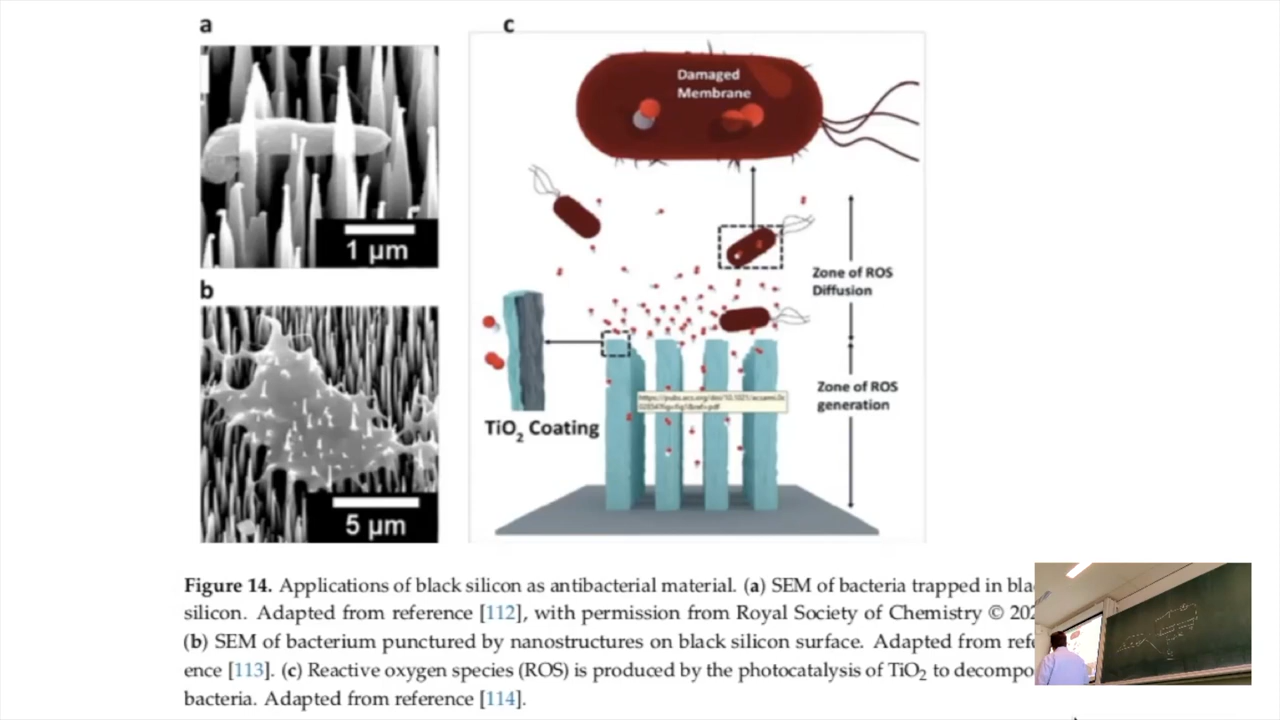 a
1 μm
b
5 μm
c
Damaged
Membrane
Zone of ROS
Diffusion
Zone of ROS
generation
TiO2 Coating
Figure 14. Applications of black silicon as antibacterial material. (a) SEM of bacteria trapped in bla
silicon. Adapted from reference [112], with permission from Royal Society of Chemistry © 202
(b) SEM of bacterium punctured by nanostructures on black silicon surface. Adapted from refe
ence [113]. (c) Reactive oxygen species (ROS) is produced by the photocatalysis of TiO2 to decompo
bacteria. Adapted from reference [114].